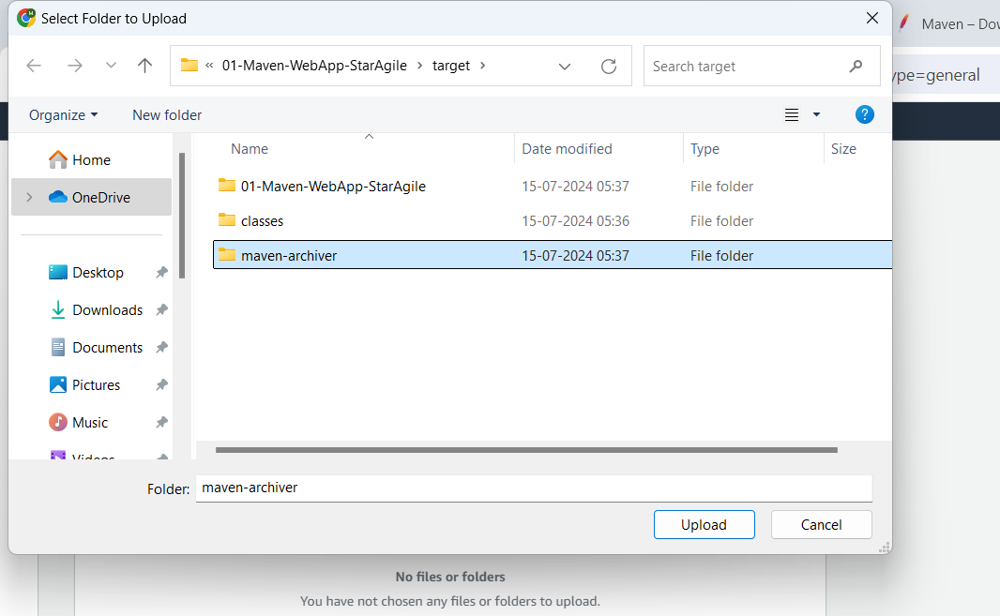 Select Folder to Upload
Maven – Dov
« 01-Maven-WebApp-StarAgile > target >
Search target
ype=general
Organize
New folder
?
Name
Date modified
Type
Size
Home
OneDrive
Desktop
Downloads
Documents
Pictures
Music
Videos
01-Maven-WebApp-StarAgile 15-07-2024 05:37 File folder
classes 15-07-2024 05:36 File folder
maven-archiver 15-07-2024 05:37 File folder
Folder: maven-archiver
Upload
Cancel
No files or folders
You have not chosen any files or folders to upload.